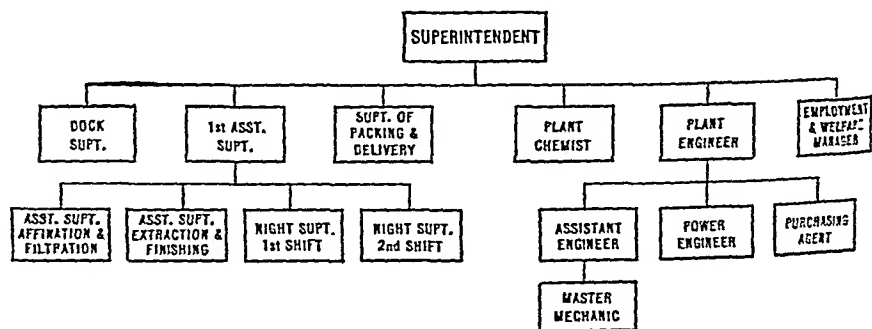 SUPERINTENDENT
DOCK
SUPT.
1st ASST.
SUPT.
SUPT. OF
PACKING &
DELIVERY
PLANT
CHEMIST
PLANT
ENGINEER
EMPLOYMENT
& WELFARE
MANAGER
ASST. SUPT.
AFFINATION &
FILTPATION
ASST. SUPT.
EXTRACTION &
FINISHING
NIGHT SUPT.
1st SHIFT
NIGHT SUPT.
2nd SHIFT
ASSISTANT
ENGINEER
POWER
ENGINEER
PURCHASING
AGENT
MASTER
MECHANIC